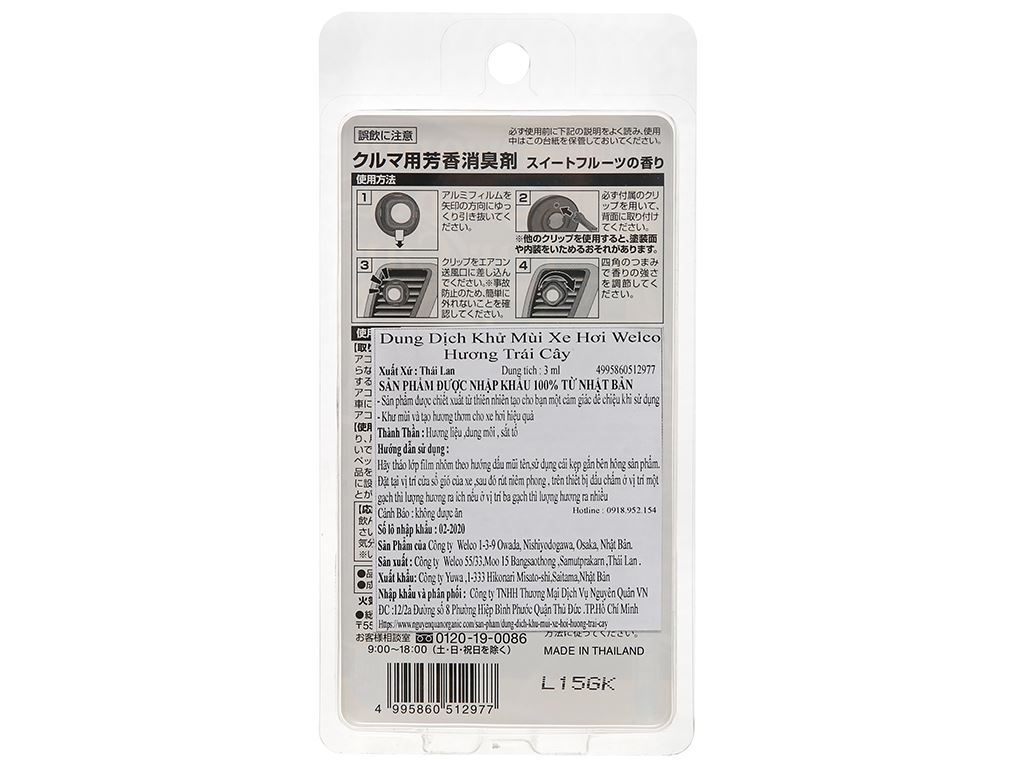 誤飲に注意
必ず使用前に下記の説明をよく読み、使用
中はこの台紙を保管しておいてください。
クルマ用芳香消臭剤 スイートフルーツの香り
使用方法
1
アルミフィルムを
矢印の方向にゆっ
くり引き抜いてく
ださい。
2
必ず付属のクリ
ップを用いて、
背面に取り付け
てください。
※他のクリップを使用すると、塗装面
や内装をいためるおそれがあります。
3
クリップをエアコン
送風口に差し込ん
でください。※事故
防止のため、簡単に
外れないことを確
認してください。
4
四角のつまみ
で香りの強さ
を調節してく
ださい。
Dung Dịch Khử Mùi Xe Hơi Welco
Hương Trái Cây
Xuất Xứ : Thái Lan Dung tích : 3 ml 4995860512977
SẢN PHẨM ĐƯỢC NHẬP KHẨU 100% TỪ NHẬT BẢN
- Sản phẩm được chiết xuất từ thiên nhiên tạo cho bạn một cảm giác dễ chiệu khi sử dụng
- Khư mùi và tạo hương thơm cho xe hơi hiệu quả
Thành Thần : Hương liệu ,dung môi , sắt tố
Hướng dẫn sử dụng :
Hãy tháo lớp film nhôm theo hướng dấu mũi tên,sử dụng cái kẹp gắn bên hông sản phẩm.
Đặt tại vị trí cửa sổ gió của xe ,sau đó rút niêm phong , trên thiết bị dấu chấm ở vị trí một
gạch thì lượng hương ra ích nếu ở vị trí ba gạch thì lượng hương ra nhiều
Cảnh Báo : không được ăn Hotline : 0918.952.154
Số lô nhập khẩu : 02-2020
Sản Phẩm của Công ty Welco 1-3-9 Owada, Nishiyodogawa, Osaka, Nhật Bản.
Sản xuất : Công ty Welco 55/33,Moo 15 Bangsaothong ,Samutprakarn ,Thái Lan .
Xuất khẩu: Công ty Yuwa ,1-333 Hikonari Misato-shi,Saitama,Nhật Bản
Nhập khẩu và phân phối : Công ty TNHH Thương Mại Dịch Vụ Nguyên Quân VN
ĐC :12/2a Đường số 8 Phường Hiệp Bình Phước Quận Thủ Đức .TP.Hồ Chí Minh
Https://www.nguyenquanorganic.com/san-pham/dung-dich-khu-mui-xe-hoi-huong-trai-cay
お客様相談室 0120-19-0086
9:00〜18:00 (土・日・祝日を除く)
MADE IN THAILAND
L15GK
4 995860 512977